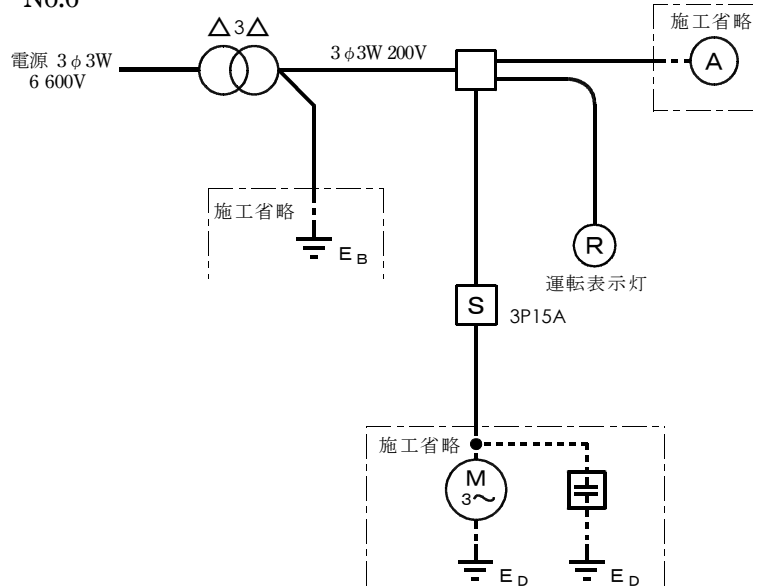 No.6
△3△
施工省略
電源 3φ3W
6 600V
3φ3W 200V
A
施工省略
E B
R
運転表示灯
S
3P15A
施工省略
M
3~
E D
E D